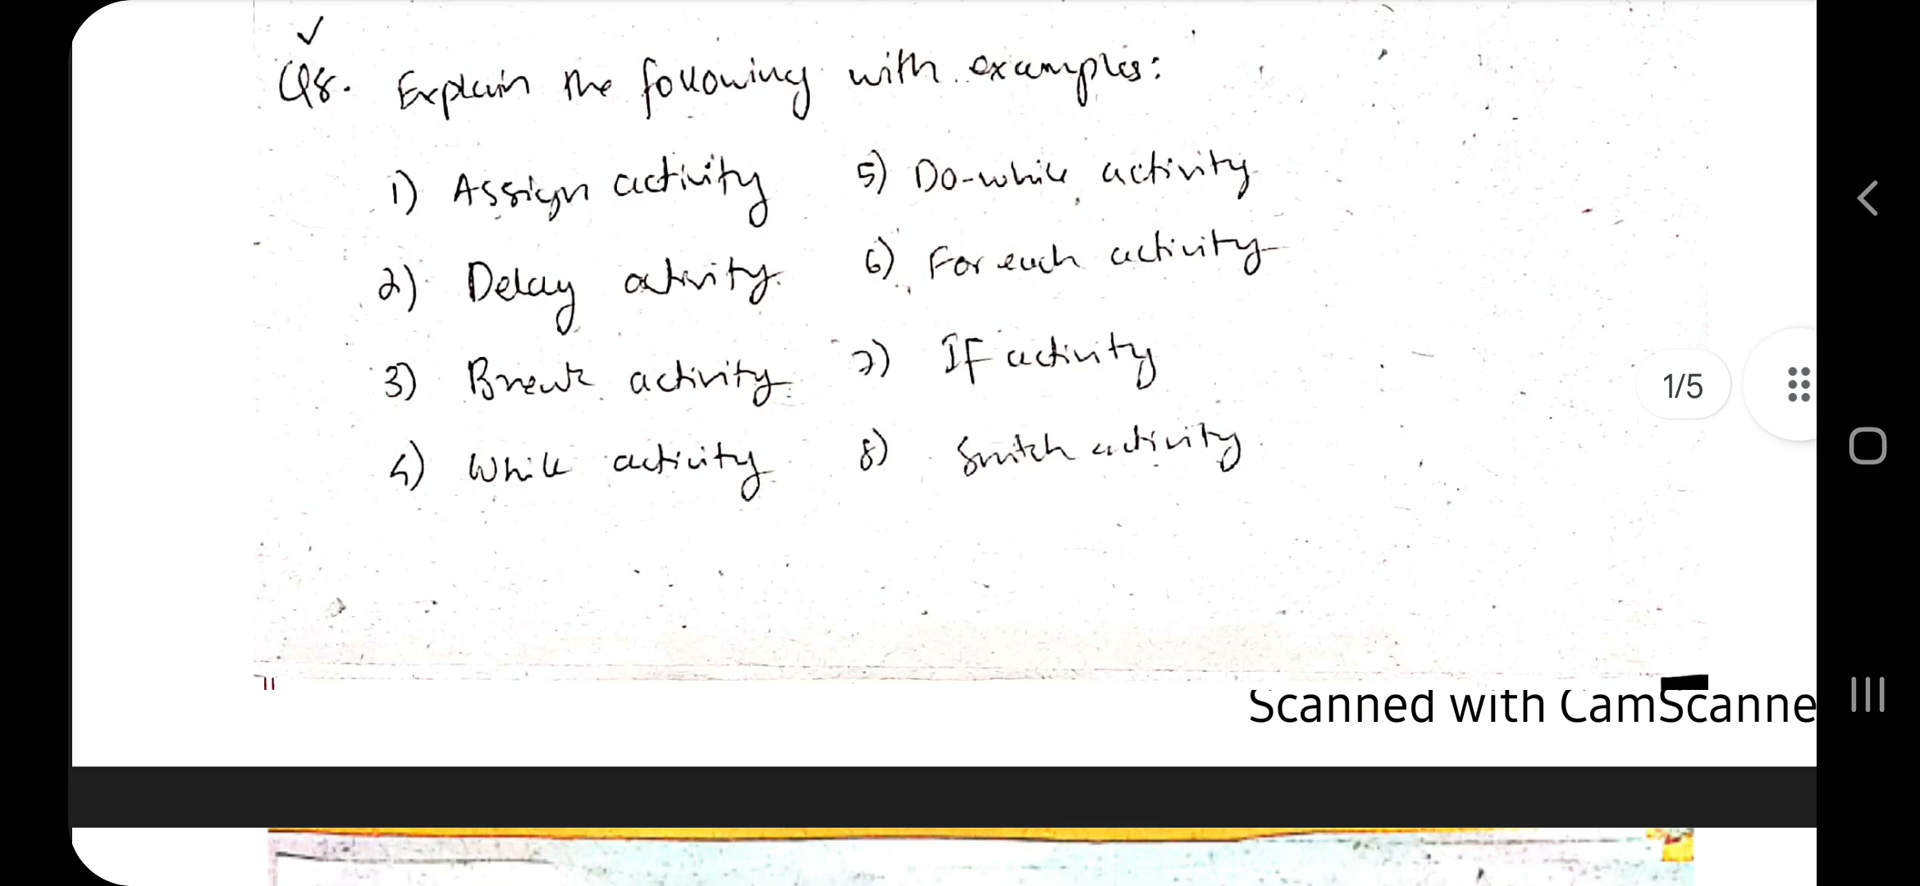 Q8. Explain the following with examples:
1) Assign activity
2) Delay activity.
3) Break activity.
4) While activity
5) Do-while activity
6) For each activity
7) If activity
8) Switch activity
1/5
Scanned with CamScanne